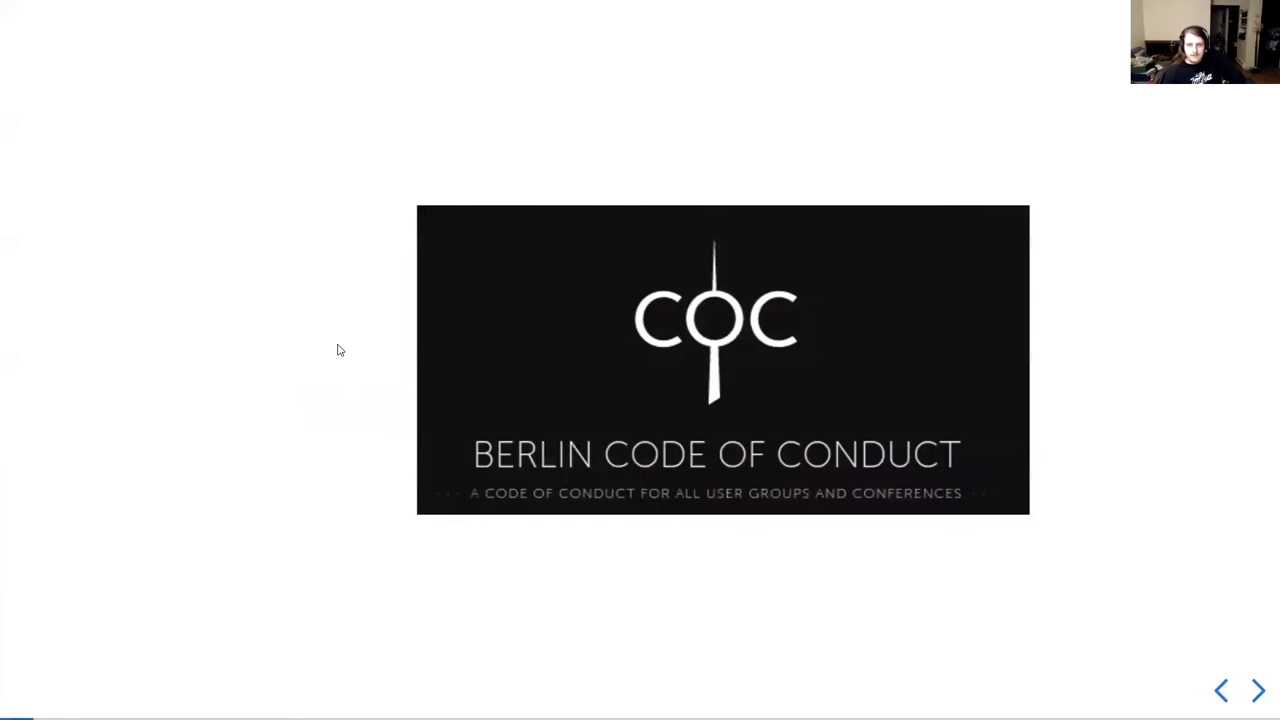 COC
BERLIN CODE OF CONDUCT
A CODE OF CONDUCT FOR ALL USER GROUPS AND CONFERENCES